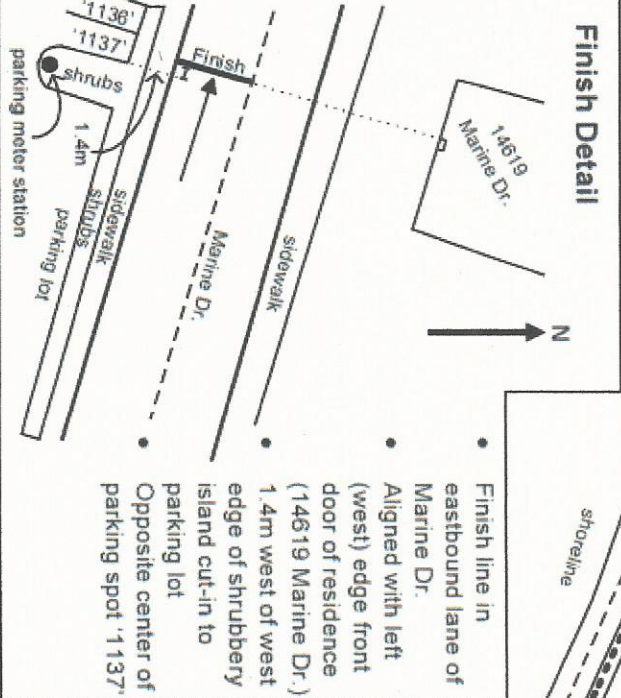 Finish Detail
'1136'
'1137'
shrubs
parking meter station
1.4m
Finish
14619
Marine Dr.
N
sidewalk
Marine Dr.
sidewalk
shrubs
parking lot
shoreline
• Finish line in
eastbound lane of
Marine Dr.
• Aligned with left
(west) edge front
door of residence
(14619 Marine Dr.)
• 1.4m west of west
edge of shrubbery
island cut-in to
parking lot
• Opposite center of
parking spot '1137'